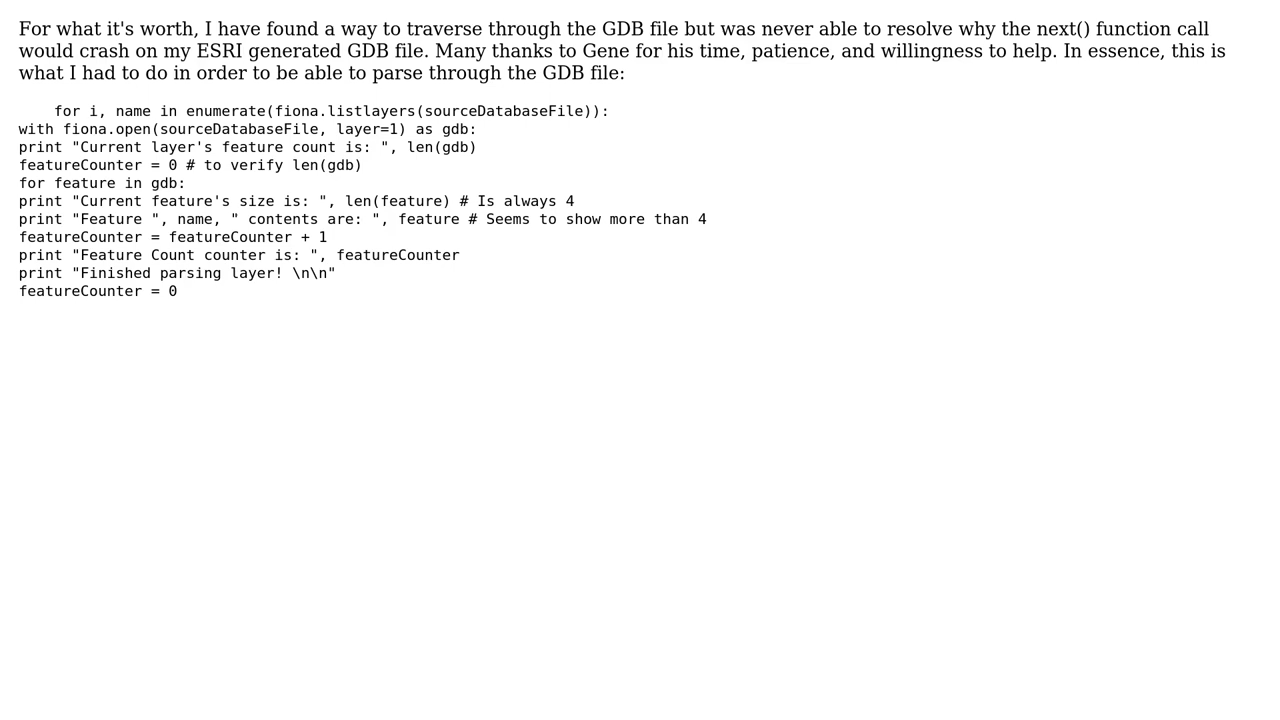 For what it's worth, I have found a way to traverse through the GDB file but was never able to resolve why the next() function call
would crash on my ESRI generated GDB file. Many thanks to Gene for his time, patience, and willingness to help. In essence, this is
what I had to do in order to be able to parse through the GDB file:
    for i, name in enumerate(fiona.listlayers(sourceDatabaseFile)):
with fiona.open(sourceDatabaseFile, layer=1) as gdb:
print "Current layer's feature count is: ", len(gdb)
featureCounter = 0 # to verify len(gdb)
for feature in gdb:
print "Current feature's size is: ", len(feature) # Is always 4
print "Feature ", name, " contents are: ", feature # Seems to show more than 4
featureCounter = featureCounter + 1
print "Feature Count counter is: ", featureCounter
print "Finished parsing layer! \n\n"
featureCounter = 0